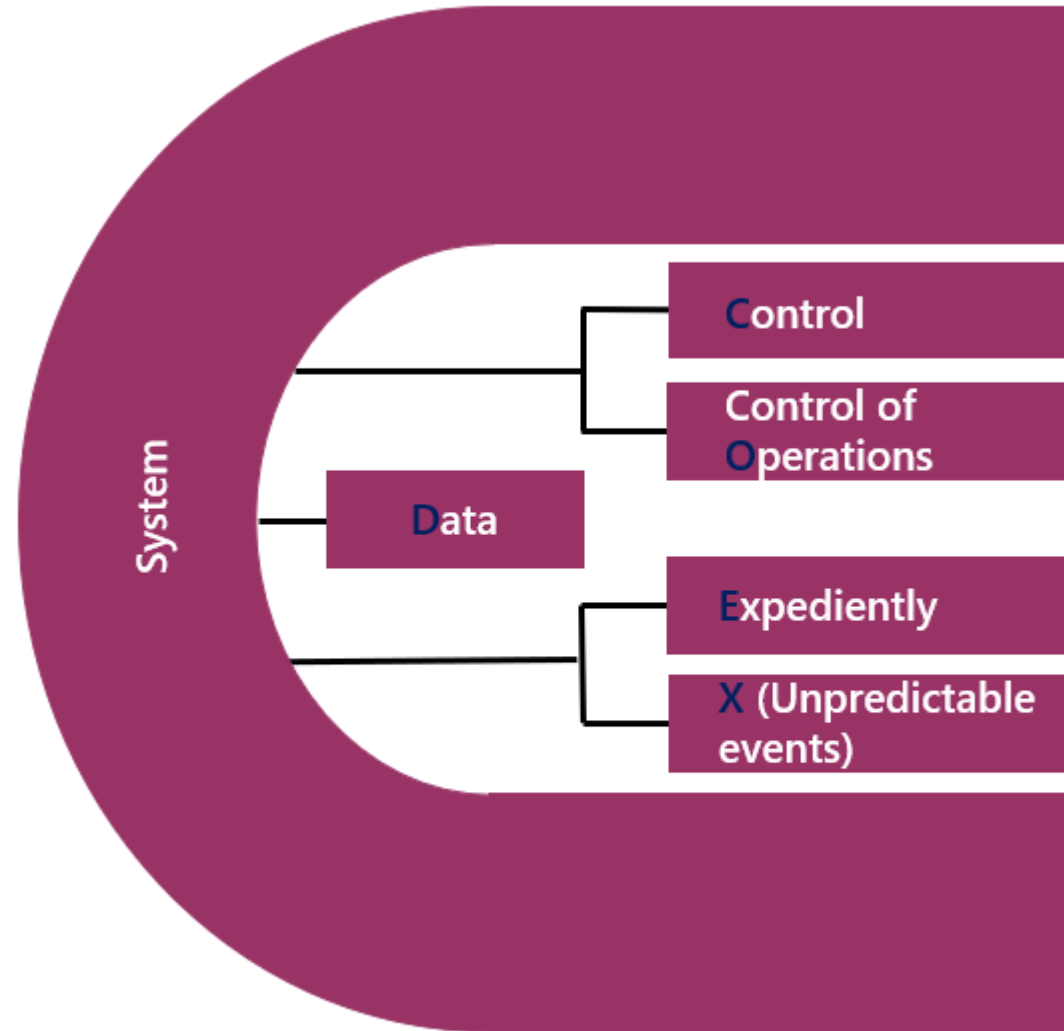 System
Control
Control of
Operations
Data
Expediently
X (Unpredictable
events)